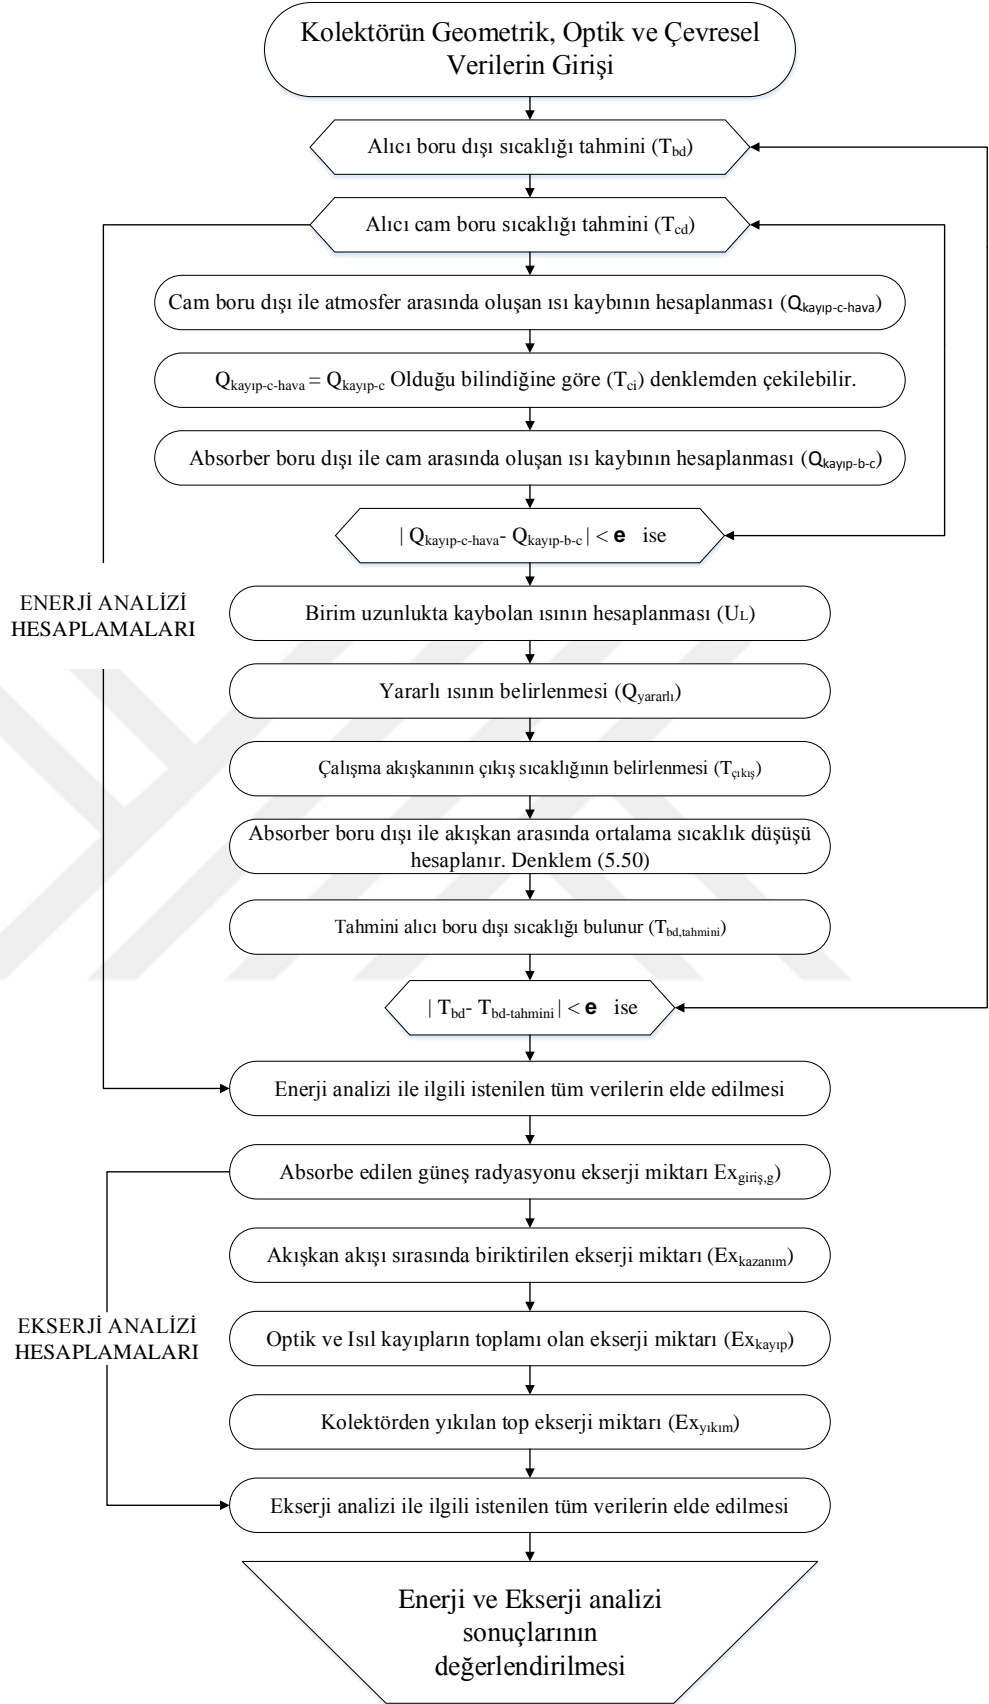 Kolektörün Geometrik, Optik ve Çevresel
Verilerin Girişi
Alıcı boru dışı sıcaklığı tahmini (Tbd)
Alıcı cam boru sıcaklığı tahmini (Tcd)
Cam boru dışı ile atmosfer arasında oluşan ısı kaybının hesaplanması (Qkayıp-c-hava)
Qkayıp-c-hava = Qkayıp-c Olduğu bilindiğine göre (Tci) denklemden çekilebilir.
Absorber boru dışı ile cam arasında oluşan ısı kaybının hesaplanması (Qkayıp-b-c)
| Qkayıp-c-hava- Qkayıp-b-c | < e ise
ENERJİ ANALİZİ
HESAPLAMALARI
Birim uzunlukta kaybolan ısının hesaplanması (UL)
Yararlı ısının belirlenmesi (Qyararlı)
Çalışma akışkanının çıkış sıcaklığının belirlenmesi (Tçıkış)
Absorber boru dışı ile akışkan arasında ortalama sıcaklık düşüşü
hesaplanır. Denklem (5.50)
Tahmini alıcı boru dışı sıcaklığı bulunur (Tbd,tahmini)
| Tbd- Tbd-tahmini | < e ise
Enerji analizi ile ilgili istenilen tüm verilerin elde edilmesi
Absorbe edilen güneş radyasyonu ekserji miktarı Exgiriş,g)
Akışkan akışı sırasında biriktirilen ekserji miktarı (Exkazanım)
EKSERJİ ANALİZİ
HESAPLAMALARI
Optik ve Isıl kayıpların toplamı olan ekserji miktarı (Exkayıp)
Kolektörden yıkılan top ekserji miktarı (Exyıkım)
Ekserji analizi ile ilgili istenilen tüm verilerin elde edilmesi
Enerji ve Ekserji analizi
sonuçlarının
değerlendirilmesi